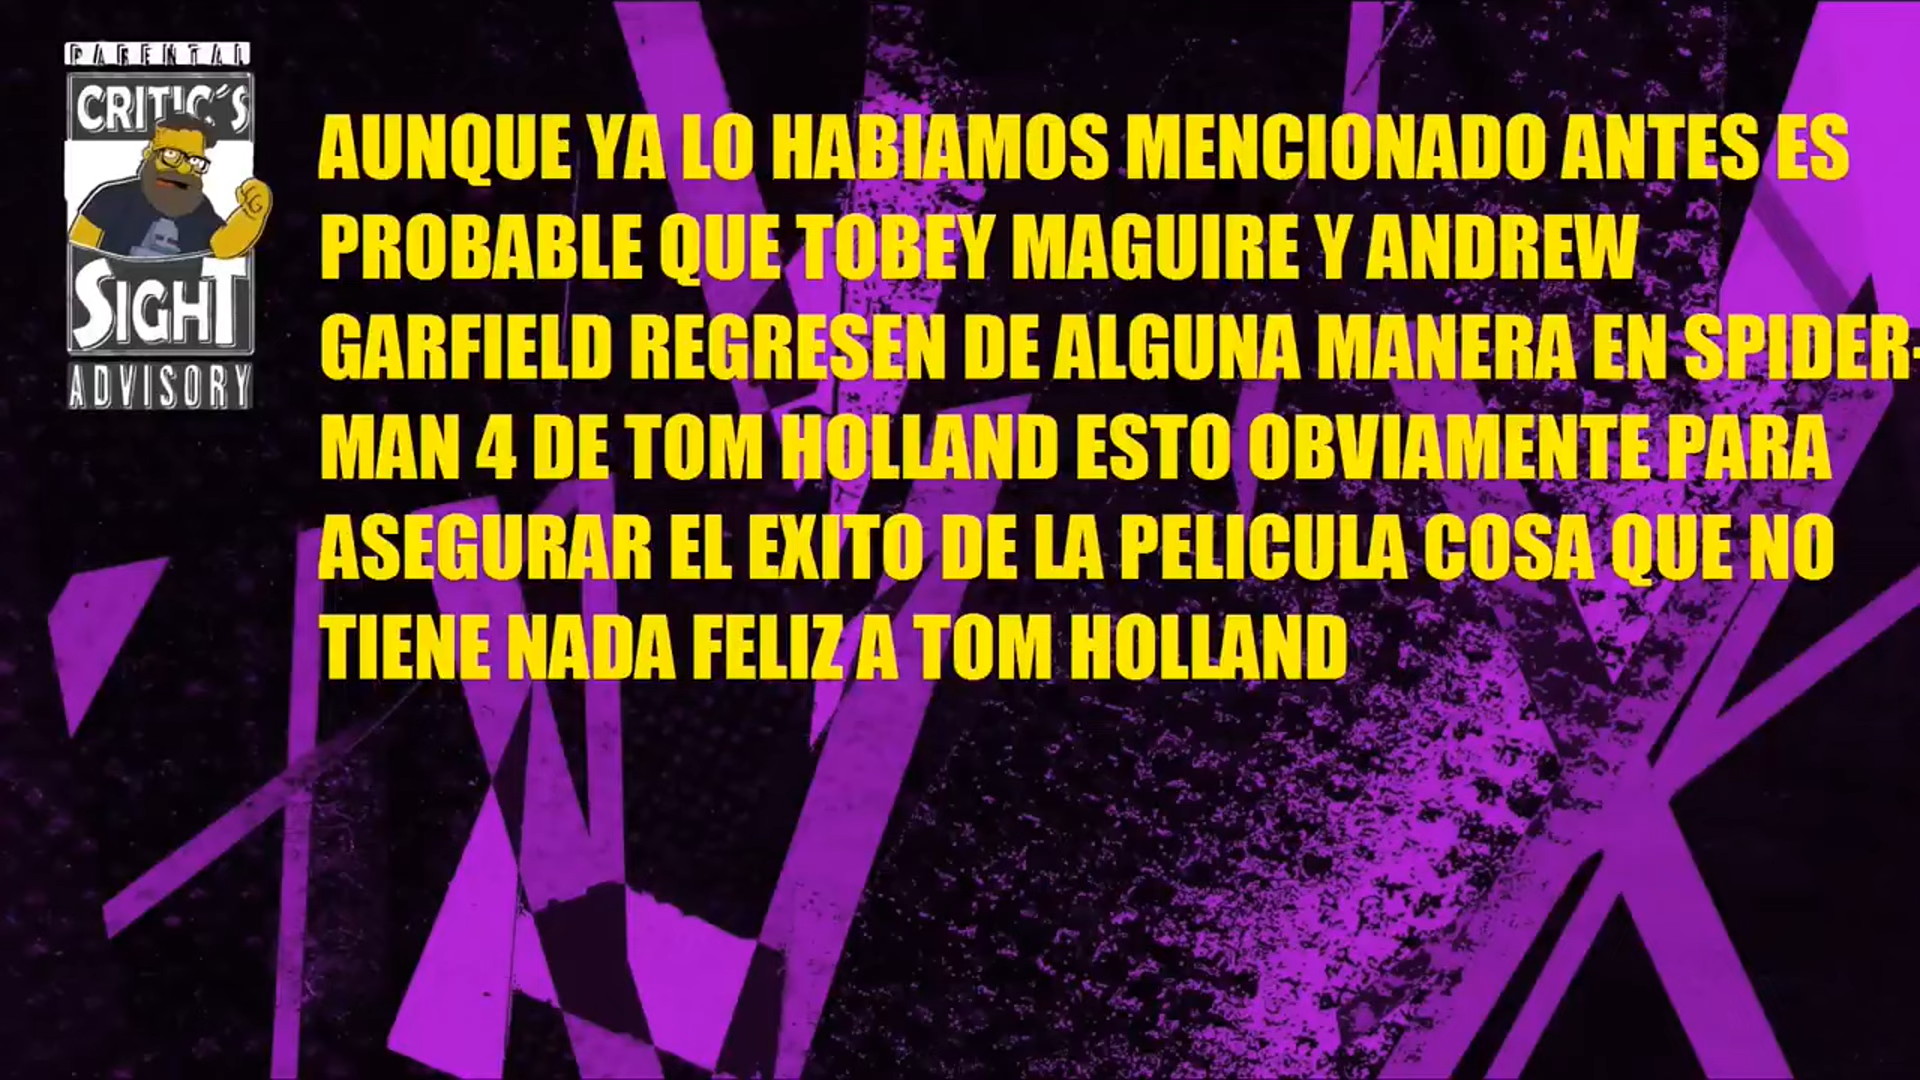 PARENTAL
CRITIC´S
SIGHT
ADVISORY
AUNQUE YA LO HABIAMOS MENCIONADO ANTES ES
PROBABLE QUE TOBEY MAGUIRE Y ANDREW
GARFIELD REGRESEN DE ALGUNA MANERA EN SPIDER-
MAN 4 DE TOM HOLLAND ESTO OBVIAMENTE PARA
ASEGURAR EL EXITO DE LA PELICULA COSA QUE NO
TIENE NADA FELIZ A TOM HOLLAND